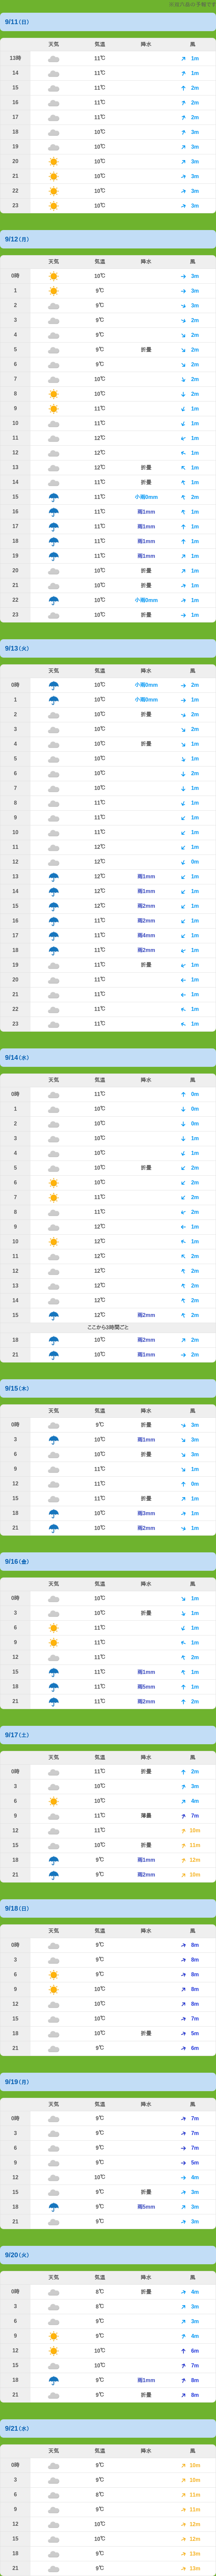 9/11(日)
天気 気温 降水 風
13時 11℃ 1m
14 11℃ 1m
15 11℃ 2m
16 11℃ 2m
17 11℃ 2m
18 10℃ 3m
19 10℃ 3m
20 10℃ 3m
21 10℃ 3m
22 10℃ 3m
23 10℃ 3m
9/12(月)
天気 気温 降水 風
0時 10℃ 3m
1 9℃ 3m
2 9℃ 3m
3 9℃ 2m
4 9℃ 2m
5 9℃ 折畳 2m
6 9℃ 2m
7 10℃ 2m
8 10℃ 2m
9 11℃ 1m
10 11℃ 1m
11 12℃ 1m
12 12℃ 1m
13 12℃ 折畳 1m
14 11℃ 折畳 1m
15 11℃ 小雨0mm 2m
16 11℃ 雨1mm 1m
17 11℃ 雨1mm 1m
18 11℃ 雨1mm 1m
19 11℃ 雨1mm 1m
20 10℃ 折畳 1m
21 10℃ 折畳 1m
22 10℃ 小雨0mm 1m
23 10℃ 折畳 1m
9/13(火)
天気 気温 降水 風
0時 10℃ 小雨0mm 2m
1 10℃ 小雨0mm 1m
2 10℃ 折畳 2m
3 10℃ 2m
4 10℃ 折畳 1m
5 10℃ 1m
6 10℃ 2m
7 10℃ 1m
8 11℃ 1m
9 11℃ 1m
10 11℃ 1m
11 12℃ 1m
12 12℃ 0m
13 12℃ 雨1mm 1m
14 12℃ 雨1mm 1m
15 12℃ 雨2mm 1m
16 12℃ 雨2mm 1m
17 11℃ 雨4mm 1m
18 11℃ 雨2mm 1m
19 11℃ 折畳 1m
20 11℃ 1m
21 11℃ 1m
22 11℃ 1m
23 11℃ 1m
9/14(水)
天気 気温 降水 風
0時 11℃ 0m
1 10℃ 0m
2 10℃ 0m
3 10℃ 1m
4 10℃ 1m
5 10℃ 折畳 2m
6 10℃ 2m
7 11℃ 2m
8 11℃ 2m
9 12℃ 1m
10 12℃ 1m
11 12℃ 2m
12 12℃ 2m
13 12℃ 2m
14 12℃ 2m
15 12℃ 雨2mm 2m
ここから3時間ごと
18 10℃ 雨2mm 2m
21 10℃ 雨1mm 2m
9/15(木)
天気 気温 降水 風
0時 9℃ 折畳 3m
3 10℃ 雨1mm 3m
6 10℃ 折畳 3m
9 11℃ 1m
12 11℃ 0m
15 11℃ 折畳 1m
18 10℃ 雨3mm 1m
21 10℃ 雨2mm 1m
9/16(金)
天気 気温 降水 風
0時 10℃ 1m
3 10℃ 折畳 1m
6 11℃ 1m
9 11℃ 1m
12 11℃ 2m
15 11℃ 雨1mm 1m
18 11℃ 雨5mm 1m
21 11℃ 雨2mm 2m
9/17(土)
天気 気温 降水 風
0時 11℃ 折畳 2m
3 10℃ 3m
6 10℃ 4m
9 11℃ 薄曇 7m
12 11℃ 10m
15 10℃ 折畳 11m
18 9℃ 雨1mm 12m
21 9℃ 雨2mm 10m
9/18(日)
天気 気温 降水 風
0時 9℃ 8m
3 9℃ 8m
6 9℃ 8m
9 10℃ 8m
12 10℃ 8m
15 10℃ 7m
18 10℃ 折畳 5m
21 9℃ 6m
9/19(月)
天気 気温 降水 風
0時 9℃ 7m
3 9℃ 7m
6 9℃ 7m
9 9℃ 5m
12 10℃ 4m
15 9℃ 折畳 3m
18 9℃ 雨5mm 3m
21 9℃ 3m
9/20(火)
天気 気温 降水 風
0時 8℃ 折畳 4m
3 8℃ 3m
6 9℃ 3m
9 9℃ 4m
12 10℃ 6m
15 10℃ 7m
18 9℃ 雨1mm 8m
21 9℃ 折畳 8m
9/21(水)
天気 気温 降水 風
0時 9℃ 10m
3 9℃ 10m
6 8℃ 11m
9 9℃ 11m
12 10℃ 12m
15 10℃ 12m
18 9℃ 13m
21 9℃ 13m